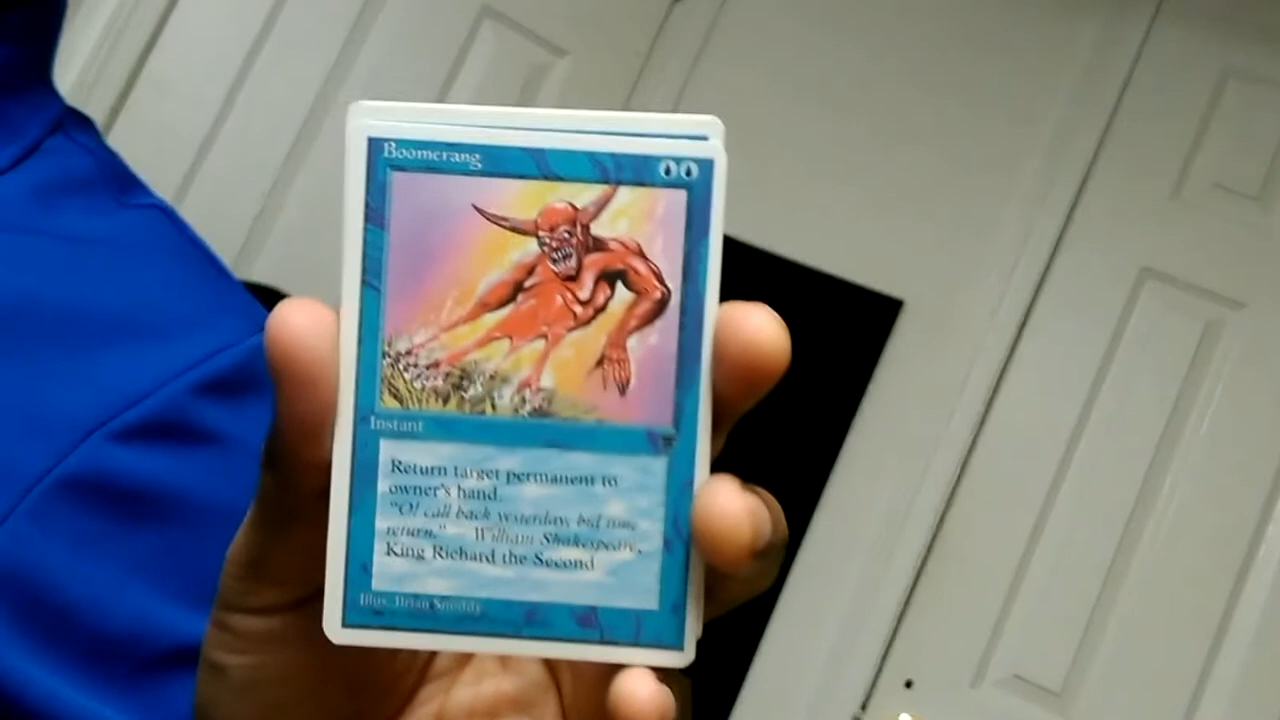 Boomerang
Instant
Return target permanent to
owner's hand.
"O! call back yesterday, bid time
return." — William Shakespeare,
King Richard the Second
Illus. Brian Snoddy